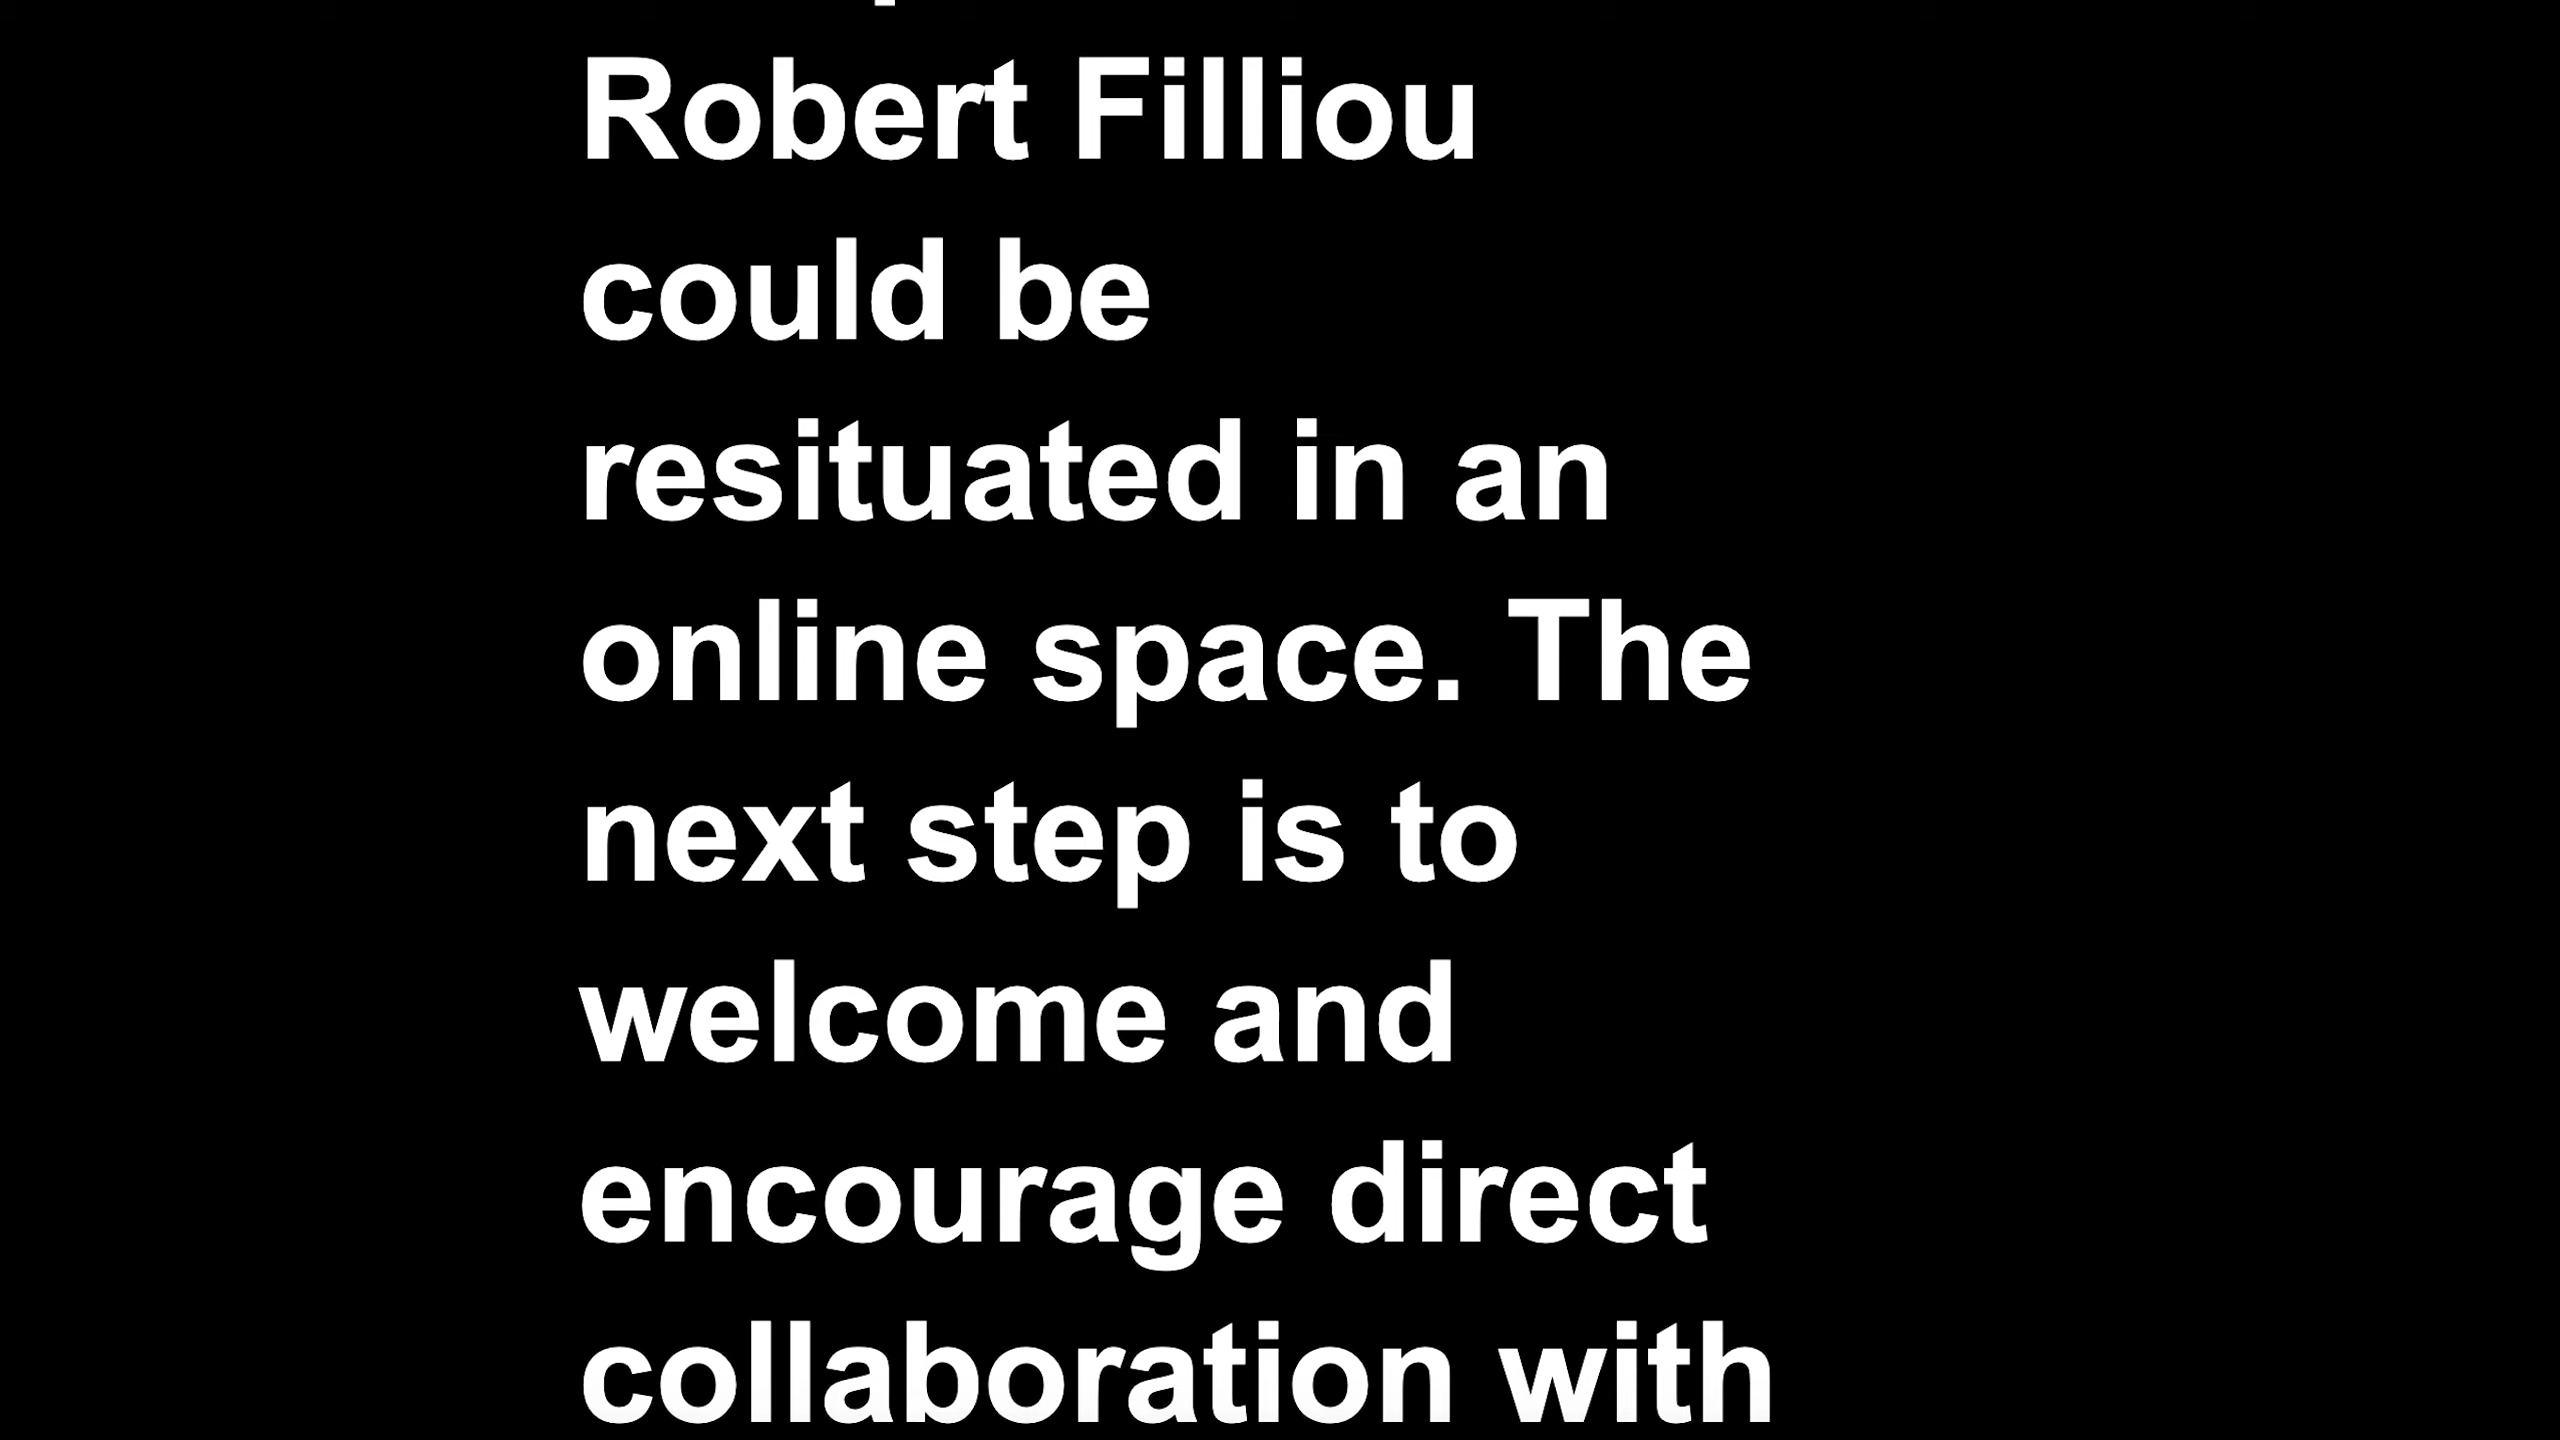 Robert Filliou
could be
resituated in an
online space. The
next step is to
welcome and
encourage direct
collaboration with